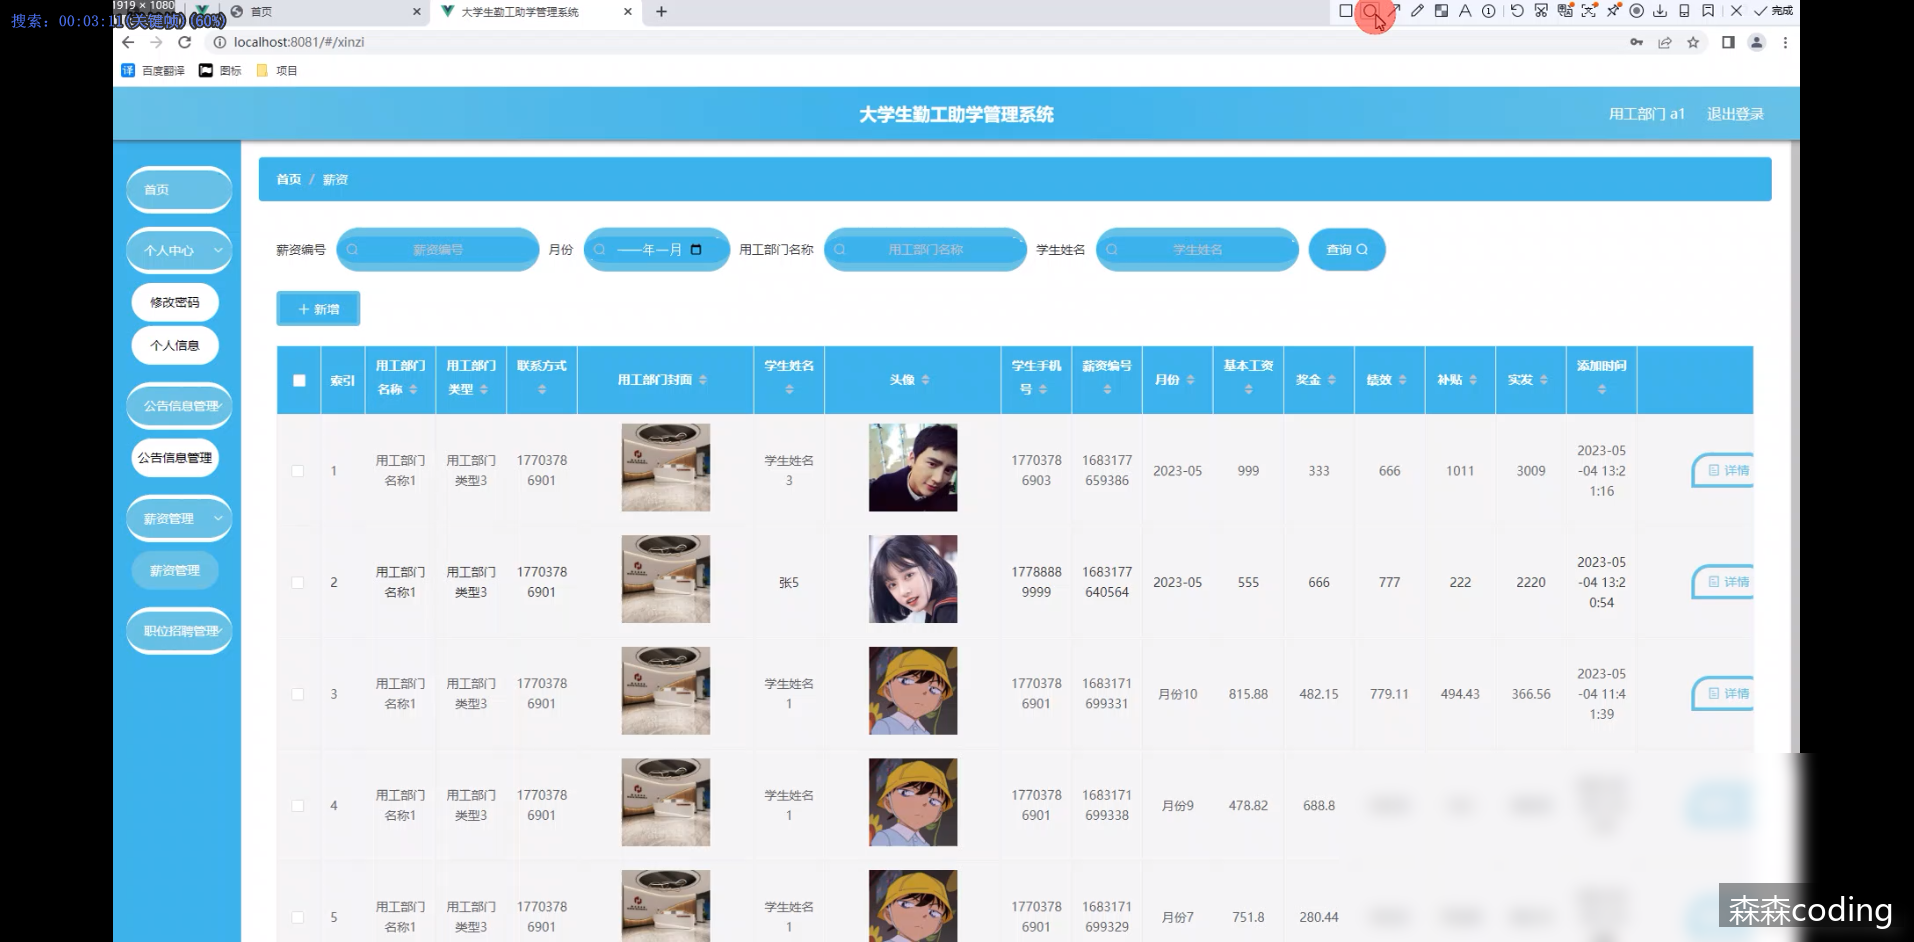 1919 × 1080
首页
大学生勤工助学管理系统
完成
搜索: 00:03:11(关键帧)(60%)
localhost:8081/#/xinzi
百度翻译 图标 项目
大学生勤工助学管理系统
用工部门 a1 退出登录
首页
个人中心
修改密码
个人信息
公告信息管理
公告信息管理
薪资管理
薪资管理
职位招聘管理
首页 / 薪资
薪资编号 薪资编号 月份 ——年—月 用工部门名称 用工部门名称 学生姓名 学生姓名 查询
+ 新增
索引 用工部门名称 用工部门类型 联系方式 用工部门封面 学生姓名 头像 学生手机号 薪资编号 月份 基本工资 奖金 绩效 补贴 实发 添加时间
1 用工部门名称1 用工部门类型3 17703786901 学生姓名3 17703786903 1683177659386 2023-05 999 333 666 1011 3009 2023-05-04 13:21:16 详情
2 用工部门名称1 用工部门类型3 17703786901 张5 17788889999 1683177640564 2023-05 555 666 777 222 2220 2023-05-04 13:20:54 详情
3 用工部门名称1 用工部门类型3 17703786901 学生姓名1 17703786901 1683171699331 月份10 815.88 482.15 779.11 494.43 366.56 2023-05-04 11:41:39 详情
4 用工部门名称1 用工部门类型3 17703786901 学生姓名1 17703786901 1683171699338 月份9 478.82 688.8
5 用工部门名称1 用工部门类型3 17703786901 学生姓名1 17703786901 1683171699329 月份7 751.8 280.44
森森coding